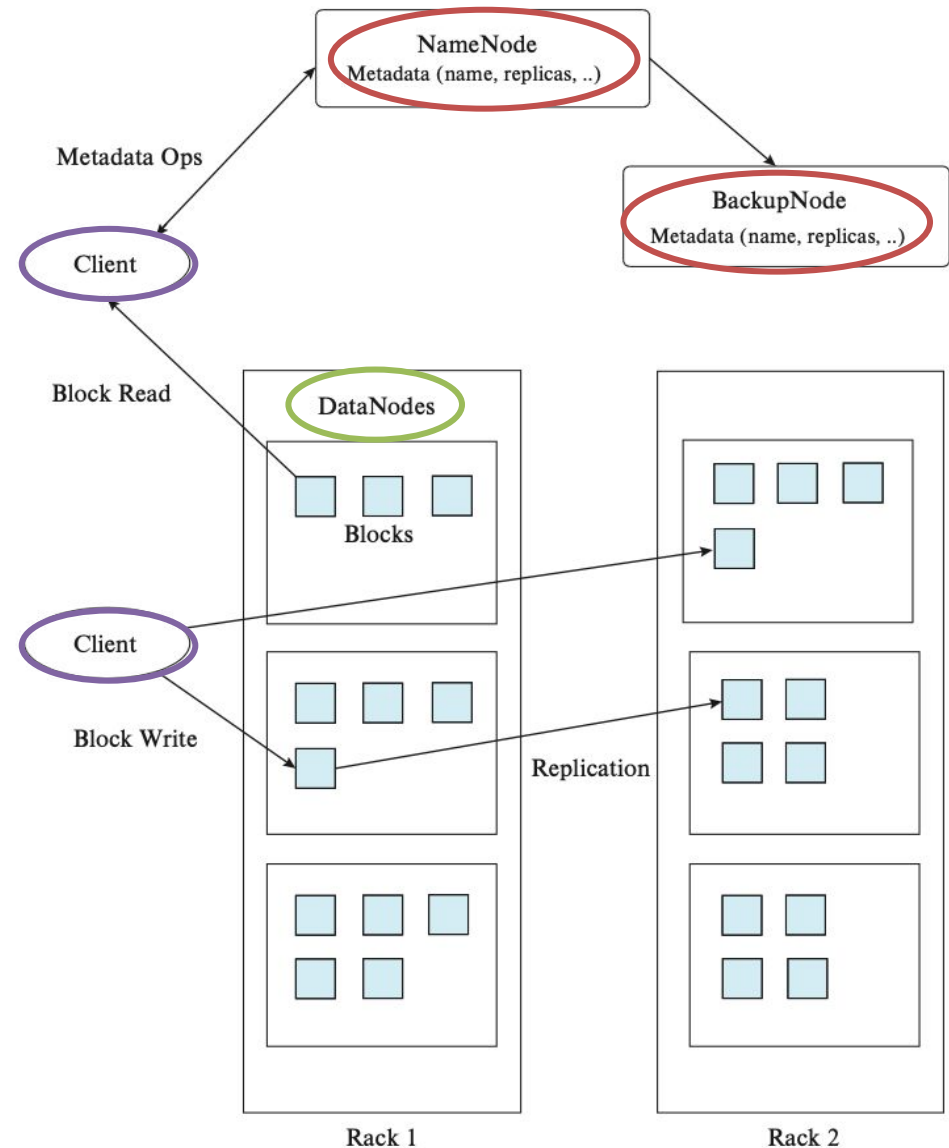 NameNode
Metadata (name, replicas, ..)
Metadata Ops
BackupNode
Metadata (name, replicas, ..)
Client
Block Read
DataNodes
Blocks
Client
Block Write
Replication
Rack 1
Rack 2